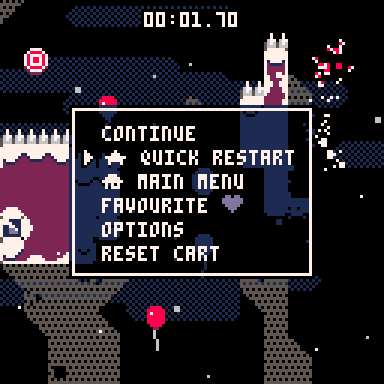 00:01.70
CONTINUE
QUICK RESTART
MAIN MENU
FAVOURITE
OPTIONS
RESET CART